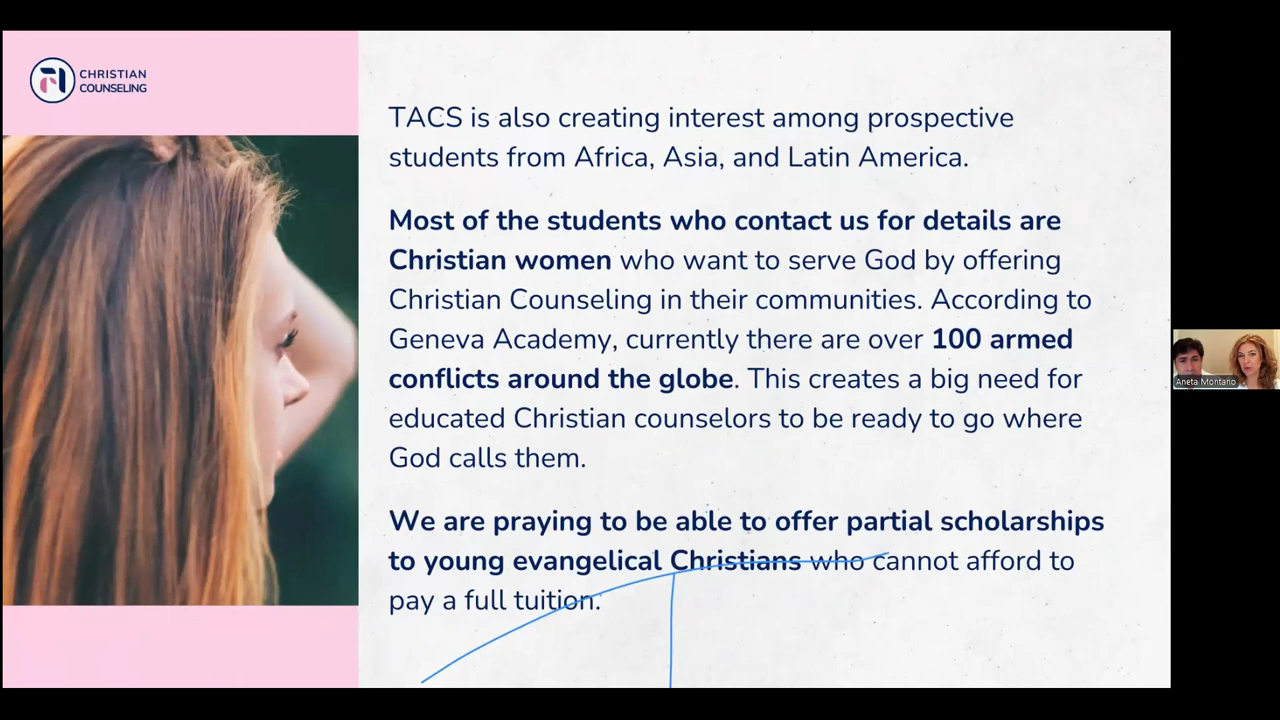 CHRISTIAN
COUNSELING
TACS is also creating interest among prospective
students from Africa, Asia, and Latin America.
Most of the students who contact us for details are
Christian women who want to serve God by offering
Christian Counseling in their communities. According to
Geneva Academy, currently there are over 100 armed
conflicts around the globe. This creates a big need for
educated Christian counselors to be ready to go where
God calls them.
We are praying to be able to offer partial scholarships
to young evangelical Christians who cannot afford to
pay a full tuition.
Aneta Montano